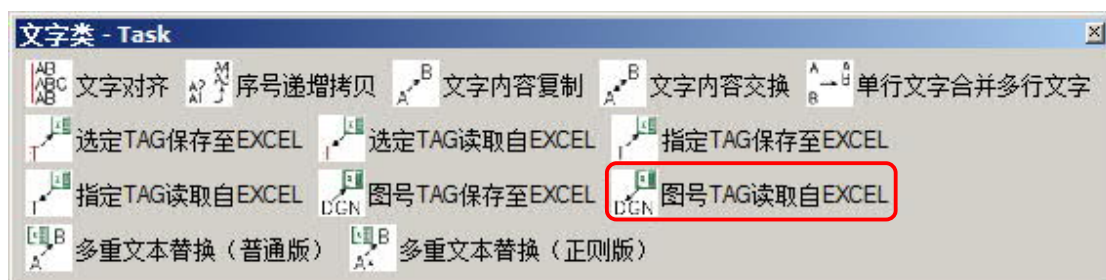 文字类 - Task
文字对齐 序号递增拷贝 文字内容复制 文字内容交换 单行文字合并多行文字
选定TAG保存至EXCEL 选定TAG读取自EXCEL 指定TAG保存至EXCEL
指定TAG读取自EXCEL DGN 图号TAG保存至EXCEL DGN 图号TAG读取自EXCEL
多重文本替换（普通版） 多重文本替换（正则版）